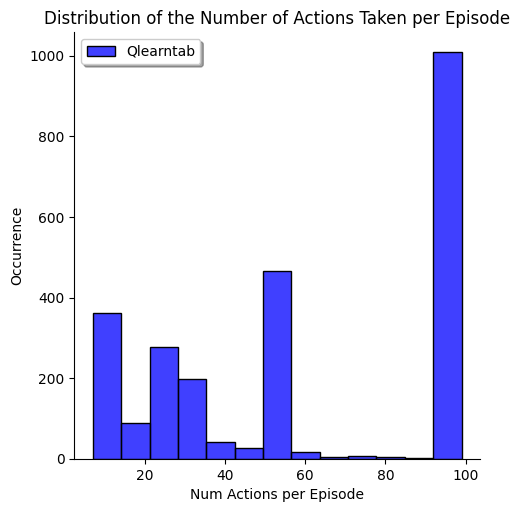 Distribution of the Number of Actions Taken per Episode
Qlearntab
1000
800
600
400
200
0
Occurrence
20 40 60 80 100
Num Actions per Episode